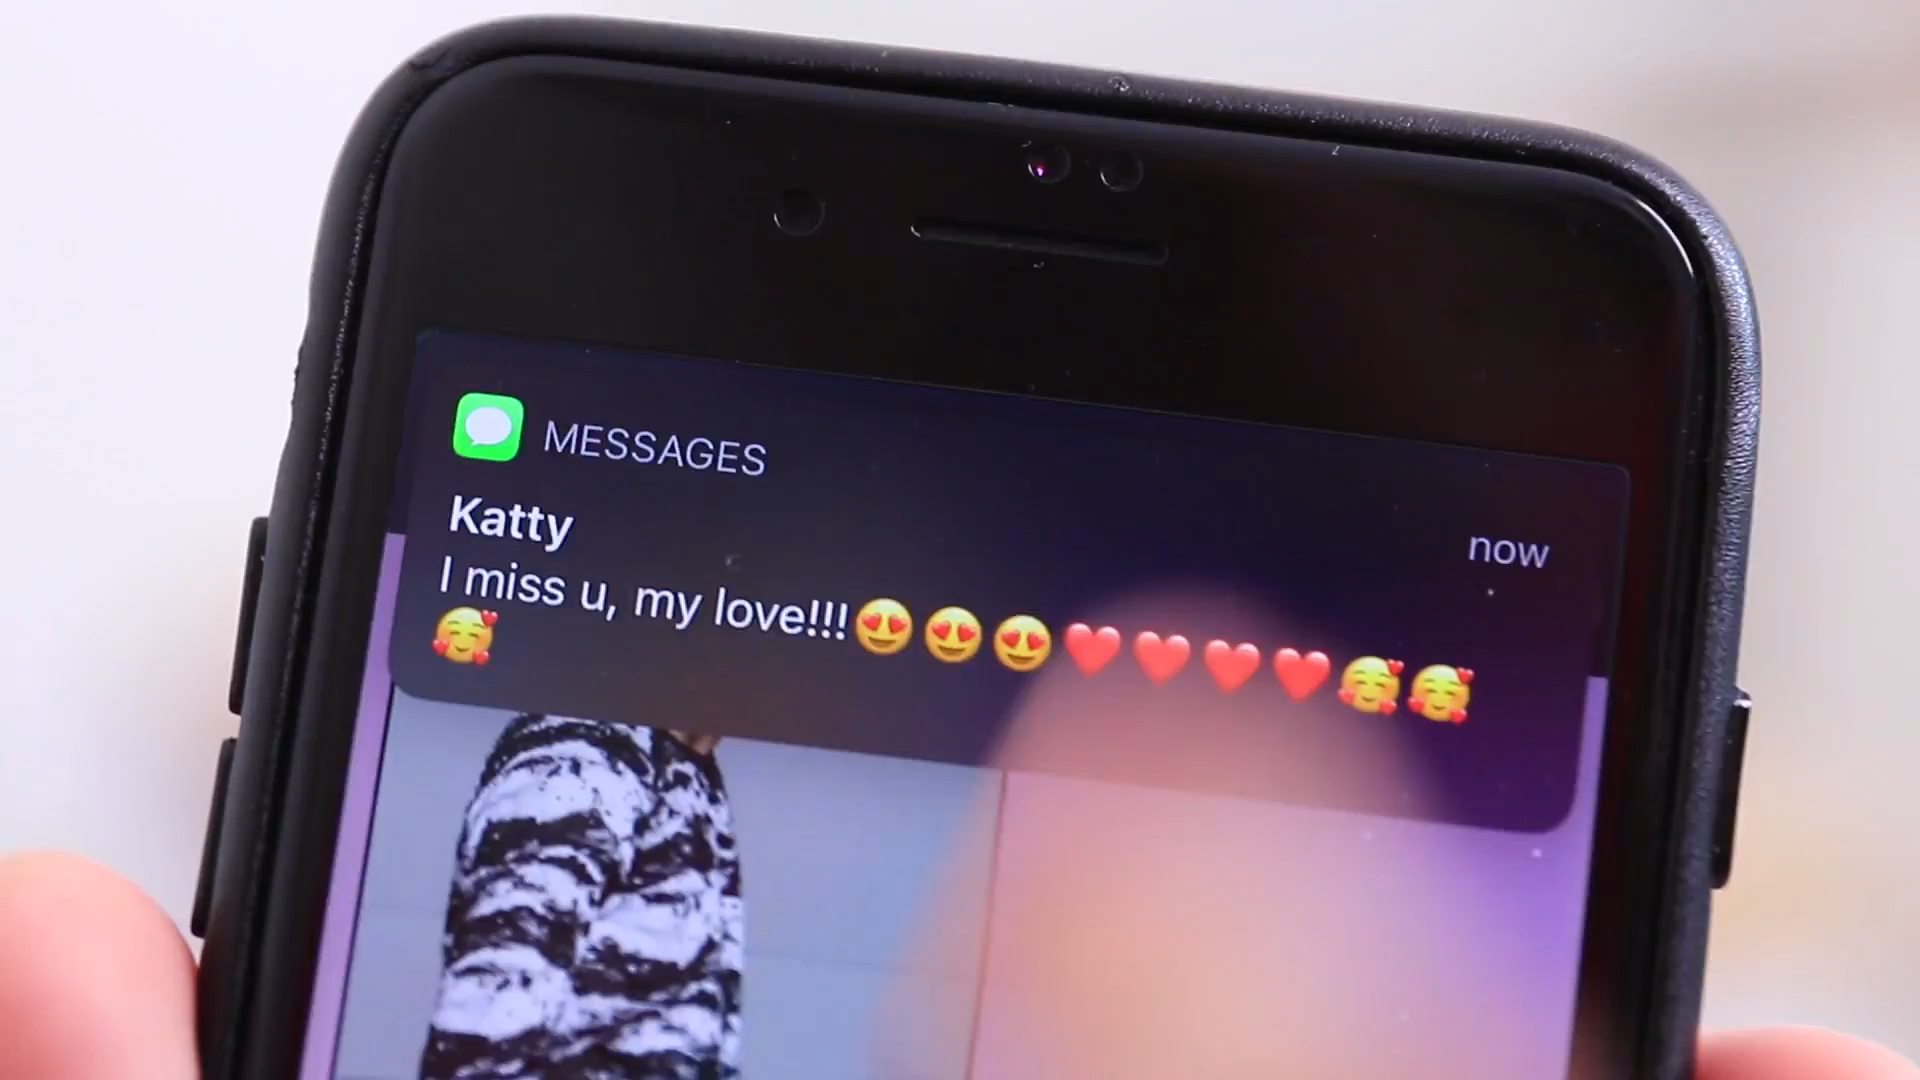 MESSAGES
Katty
now
I miss u, my love!!!😍😍😍❤️❤️❤️❤️🥰🥰
🥰